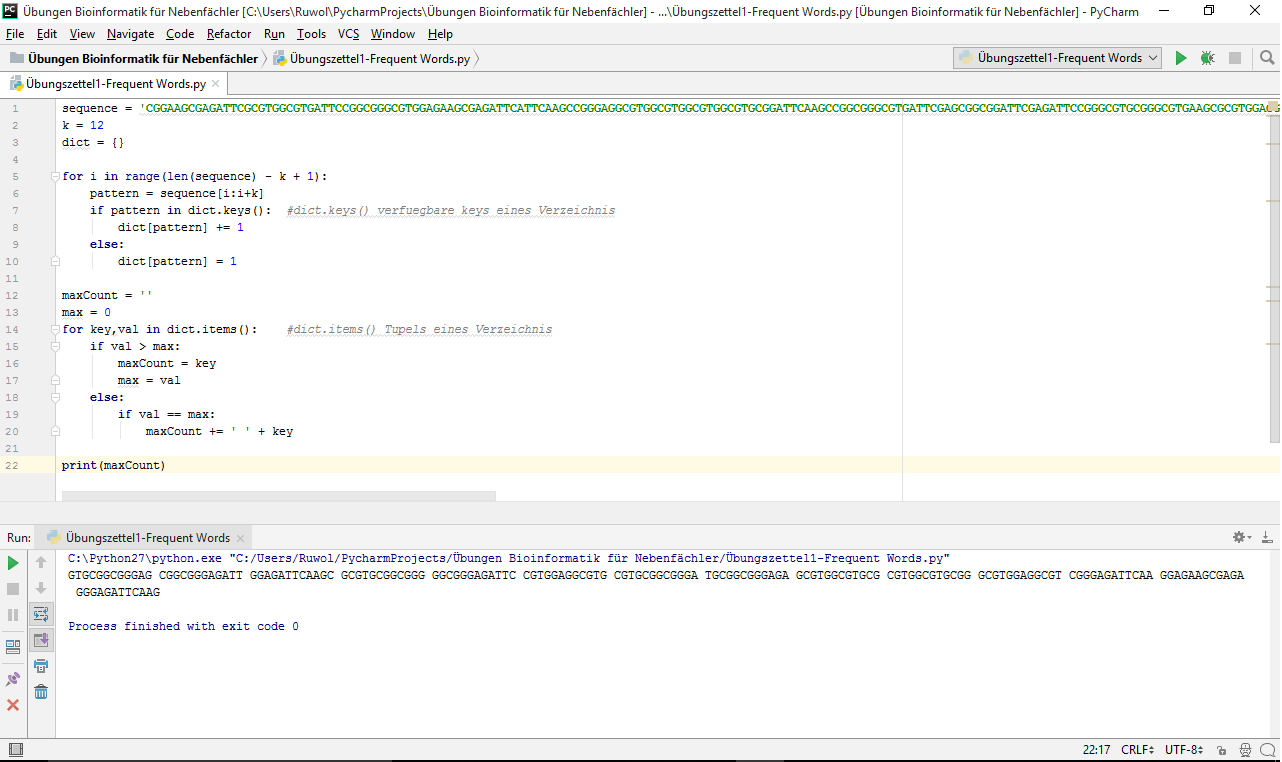 Übungen Bioinformatik für Nebenfächler [C:\Users\Ruwol\PycharmProjects\Übungen Bioinformatik für Nebenfächler] - ...\Übungszettel1-Frequent Words.py [Übungen Bioinformatik für Nebenfächler] - PyCharm
File Edit View Navigate Code Refactor Run Tools VCS Window Help
Übungen Bioinformatik für Nebenfächler Übungszettel1-Frequent Words.py Übungszettel1-Frequent Words
Übungszettel1-Frequent Words.py
1 sequence = 'CGGAAGCGAGATTCGCGTGGCGTGATTCCGGCGGGCGTGGAGAAGCGAGATTCATTCAAGCCGGGAGGCGTGGCGTGGCGTGGCGTGCGGATTCAAGCCGGCGGGCGTGATTCGAGCGGCGGATTCGAGATTCCGGGCGTGCGGGCGTGAAGCGCGTGGAGG
2 k = 12
3 dict = {}
4
5 for i in range(len(sequence) - k + 1):
6 pattern = sequence[i:i+k]
7 if pattern in dict.keys(): #dict.keys() verfuegbare keys eines Verzeichnis
8 dict[pattern] += 1
9 else:
10 dict[pattern] = 1
11
12 maxCount = ''
13 max = 0
14 for key,val in dict.items(): #dict.items() Tupels eines Verzeichnis
15 if val > max:
16 maxCount = key
17 max = val
18 else:
19 if val == max:
20 maxCount += ' ' + key
21
22 print(maxCount)
Run: Übungszettel1-Frequent Words
C:\Python27\python.exe "C:/Users/Ruwol/PycharmProjects/Übungen Bioinformatik für Nebenfächler/Übungszettel1-Frequent Words.py"
GTGCGGCGGGAG CGGCGGGAGATT GGAGATTCAAGC GCGTGCGGCGGG GGCGGGAGATTC CGTGGAGGCGTG CGTGCGGCGGGA TGCGGCGGGAGA GCGTGGCGTGCG CGTGGCGTGCGG GCGTGGAGGCGT CGGGAGATTCAA GGAGAAGCGAGA
GGGAGATTCAAG
Process finished with exit code 0
22:17 CRLF UTF-8